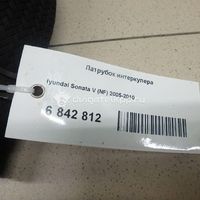 Патрубок интеркулера
Hyundai Sonata V (NF) 2005-2010
6 842 812